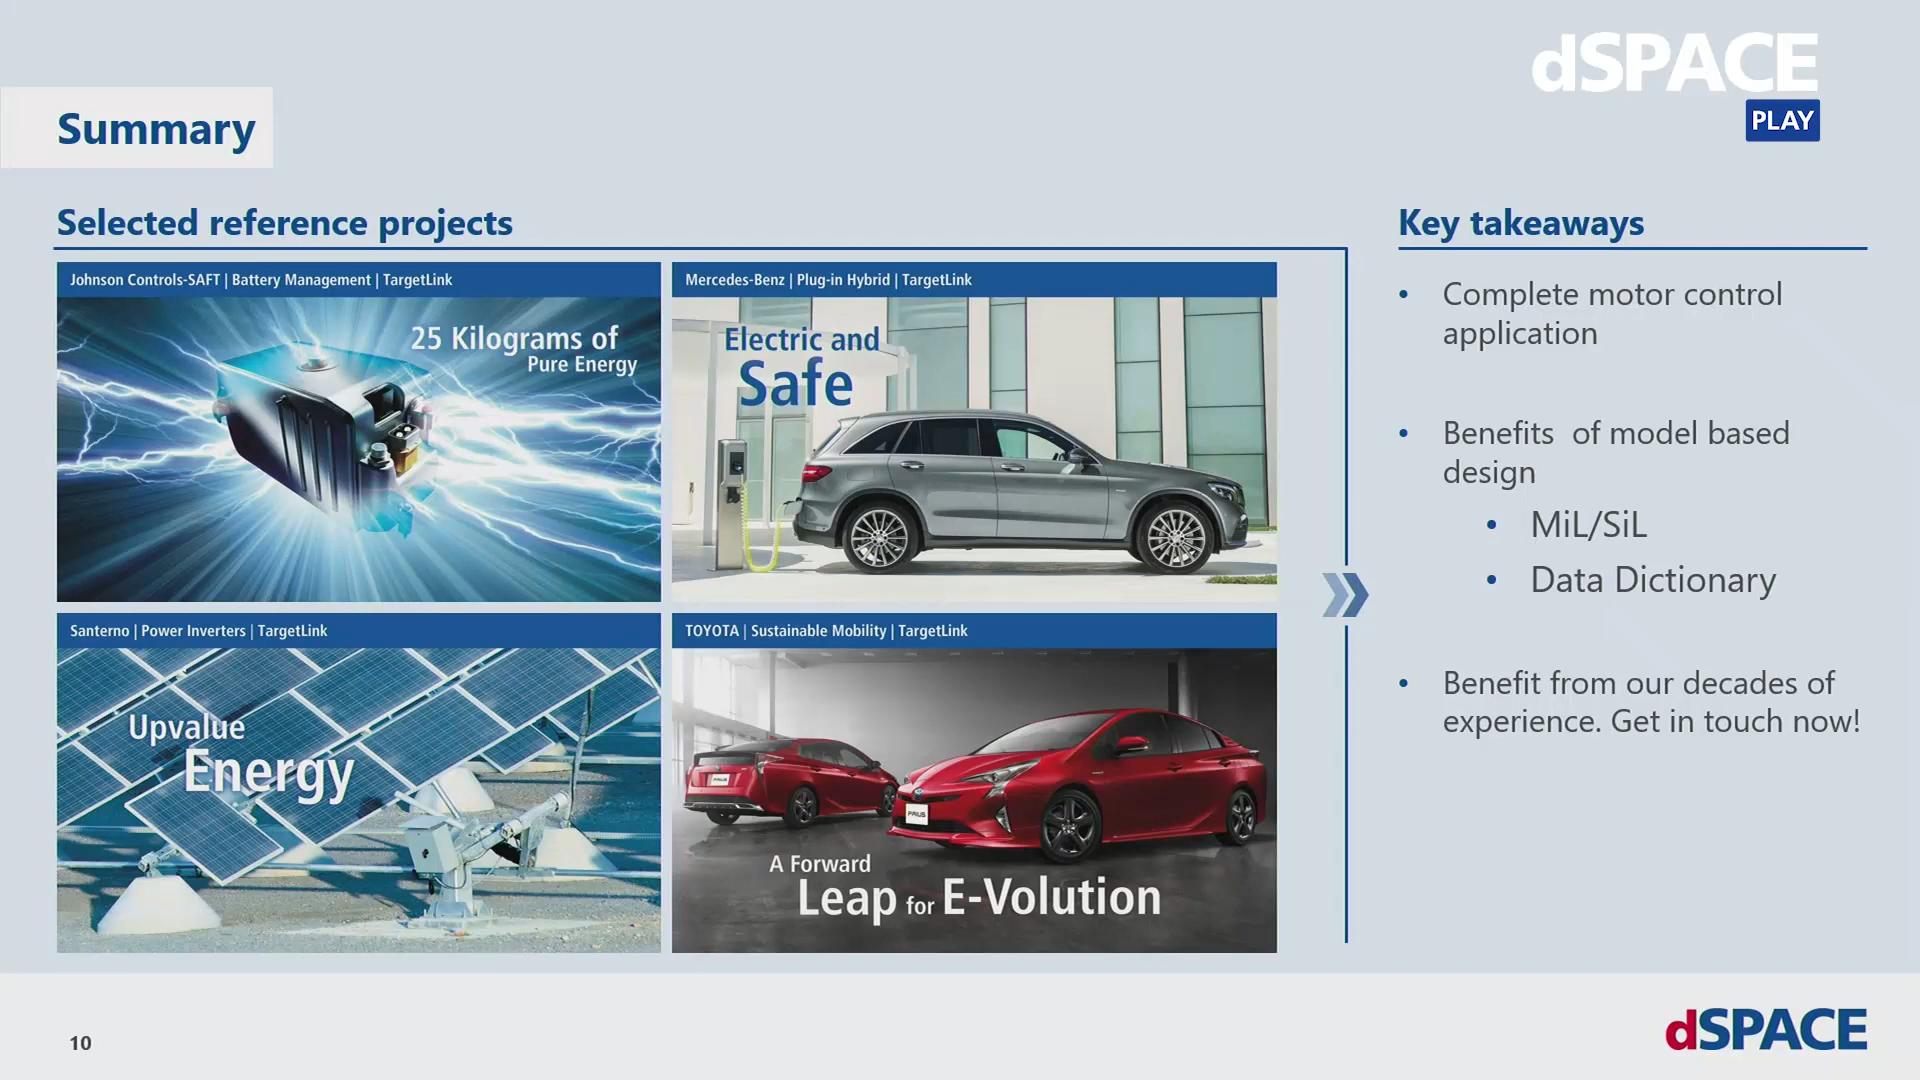 dSPACE
PLAY
Summary
Selected reference projects
Johnson Controls-SAFT | Battery Management | TargetLink
25 Kilograms of
Pure Energy
Mercedes-Benz | Plug-in Hybrid | TargetLink
Electric and
Safe
Santerno | Power Inverters | TargetLink
Upvalue
Energy
TOYOTA | Sustainable Mobility | TargetLink
PRIUS
PRIUS
A Forward
Leap for E-Volution
Key takeaways
• Complete motor control
application
• Benefits  of model based
design
• MiL/SiL
• Data Dictionary
• Benefit from our decades of
experience. Get in touch now!
10
dSPACE